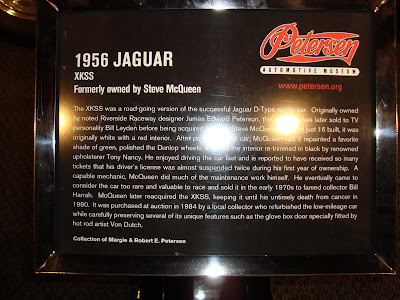 1956 JAGUAR
XKSS
Formerly owned by Steve McQueen
Petersen
AUTOMOTIVE MUSEUM
www.petersen.org
The XKSS was a road-going version of the successful Jaguar D-Type car. Originally owned
by noted Riverside Raceway designer James Edward Peterson, this was later sold to TV
personality Bill Leyden before being acquired Steve McQueen. of just 16 built, it was
originally white with a red interior. After car, McQueen had it repainted a favorite
shade of green, polished the Dunlop wheels, the interior re-trimmed in black by renowned
upholsterer Tony Nancy. He enjoyed driving the car fast and is reported to have received so many
tickets that his driver's license was almost suspended twice during his first year of ownership. A
capable mechanic, McQueen did much of the maintenance work himself. He eventually came to
consider the car too rare and valuable to race and sold it in the early 1970s to famed collector Bill
Harrah. McQueen later reacquired the XKSS, keeping it until his untimely death from cancer in
1980. It was purchased at auction in 1984 by a local collector who refurbished the low-mileage car
while carefully preserving several of its unique features such as the glove box door specially fitted by
hot rod artist Von Dutch.
Collection of Margie & Robert E. Petersen